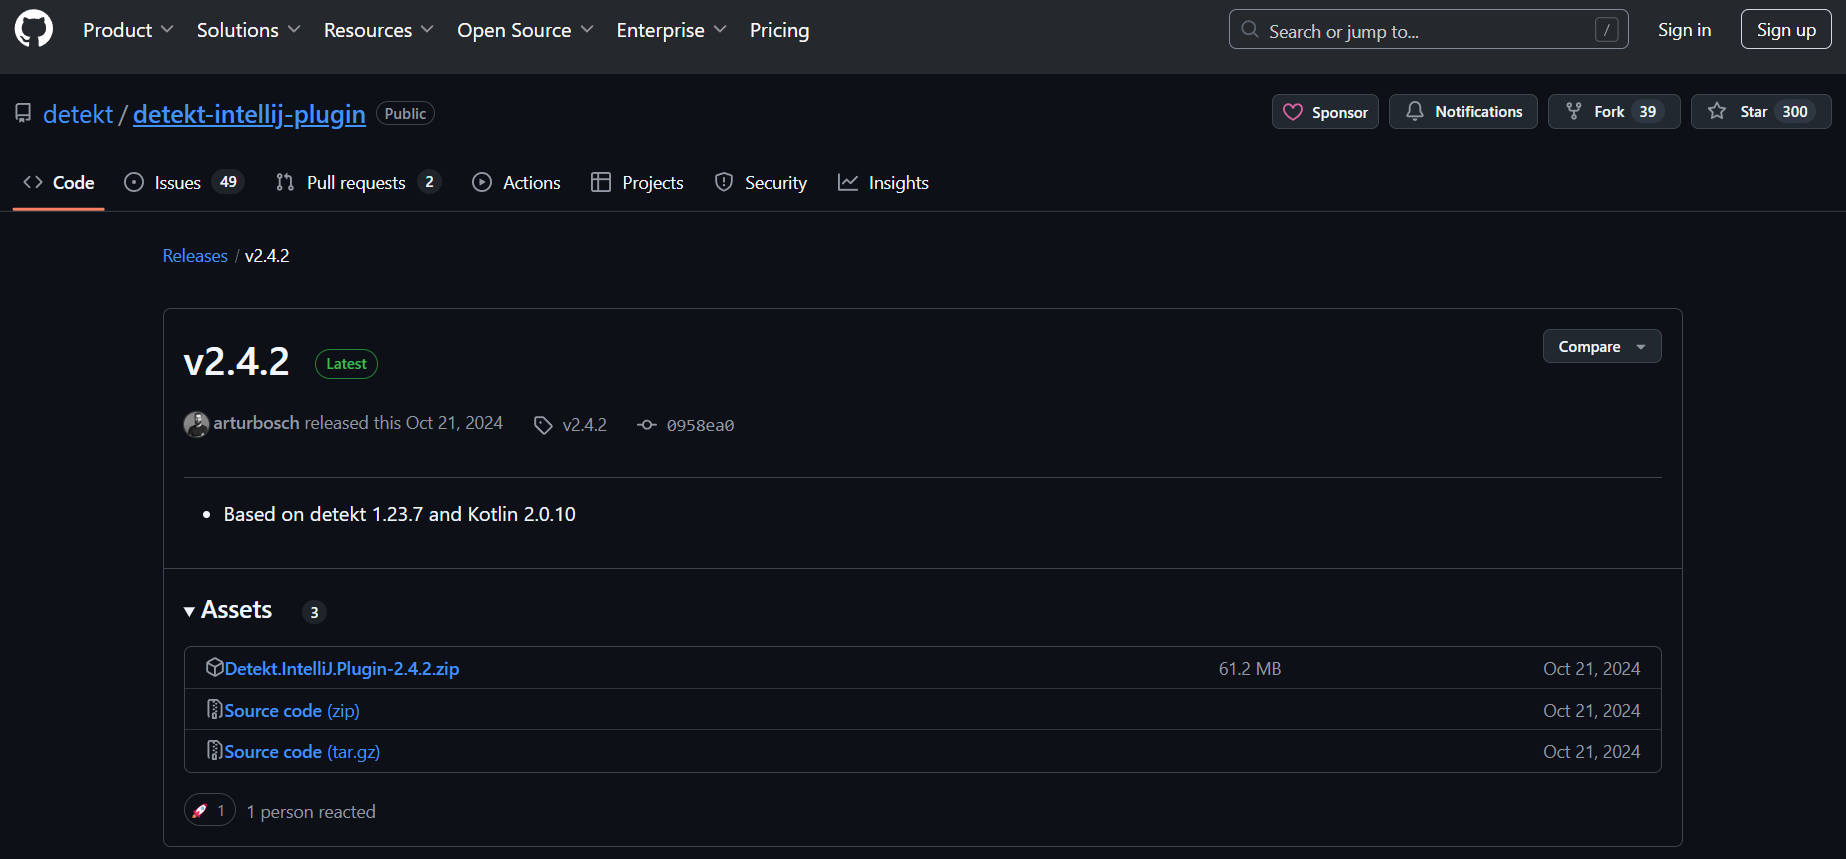 Product Solutions Resources Open Source Enterprise Pricing Search or jump to... / Sign in Sign up
detekt / detekt-intellij-plugin Public Sponsor Notifications Fork 39 Star 300
Code Issues 49 Pull requests 2 Actions Projects Security Insights
Releases / v2.4.2
v2.4.2 Latest Compare
arturbosch released this Oct 21, 2024 v2.4.2 0958ea0
• Based on detekt 1.23.7 and Kotlin 2.0.10
Assets 3
Detekt.IntelliJ.Plugin-2.4.2.zip 61.2 MB Oct 21, 2024
Source code (zip) Oct 21, 2024
Source code (tar.gz) Oct 21, 2024
🚀 1 1 person reacted